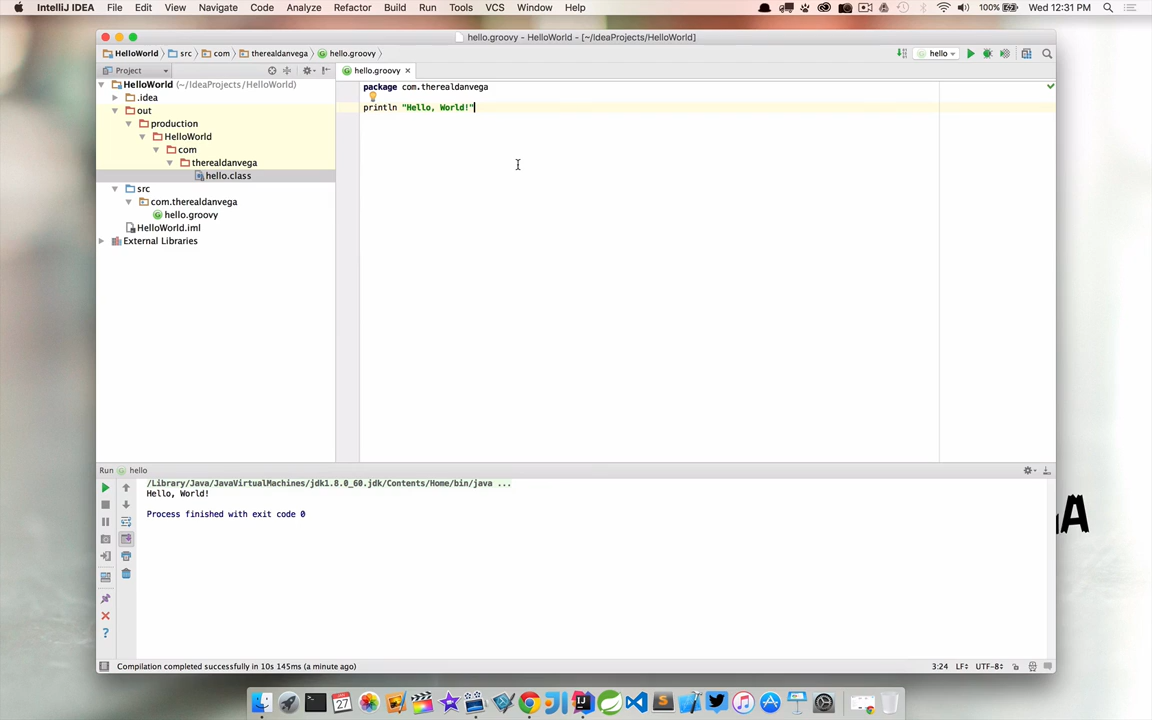 IntelliJ IDEA File Edit View Navigate Code Analyze Refactor Build Run Tools VCS Window Help 100% Wed 12:31 PM
hello.groovy - HelloWorld - [~/IdeaProjects/HelloWorld]
HelloWorld src com therealdanvega hello.groovy hello
Project hello.groovy
HelloWorld (~/IdeaProjects/HelloWorld)
.idea
out
production
HelloWorld
com
therealdanvega
hello.class
src
com.therealdanvega
hello.groovy
HelloWorld.iml
External Libraries
package com.therealdanvega
println "Hello, World!"
Run hello
/Library/Java/JavaVirtualMachines/jdk1.8.0_60.jdk/Contents/Home/bin/java ...
Hello, World!
Process finished with exit code 0
Compilation completed successfully in 10s 145ms (a minute ago) 3:24 LF UTF-8
27